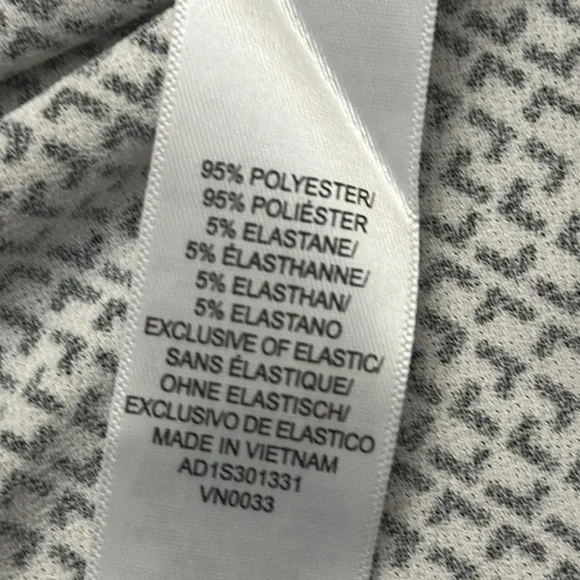 95% POLYESTER/
95% POLIÉSTER
5% ELASTANE/
5% ÉLASTHANNE/
5% ELASTHAN/
5% ELASTANO
EXCLUSIVE OF ELASTIC/
SANS ÉLASTIQUE/
OHNE ELASTISCH/
EXCLUSIVO DE ELASTICO
MADE IN VIETNAM
AD1S301331
VN0033